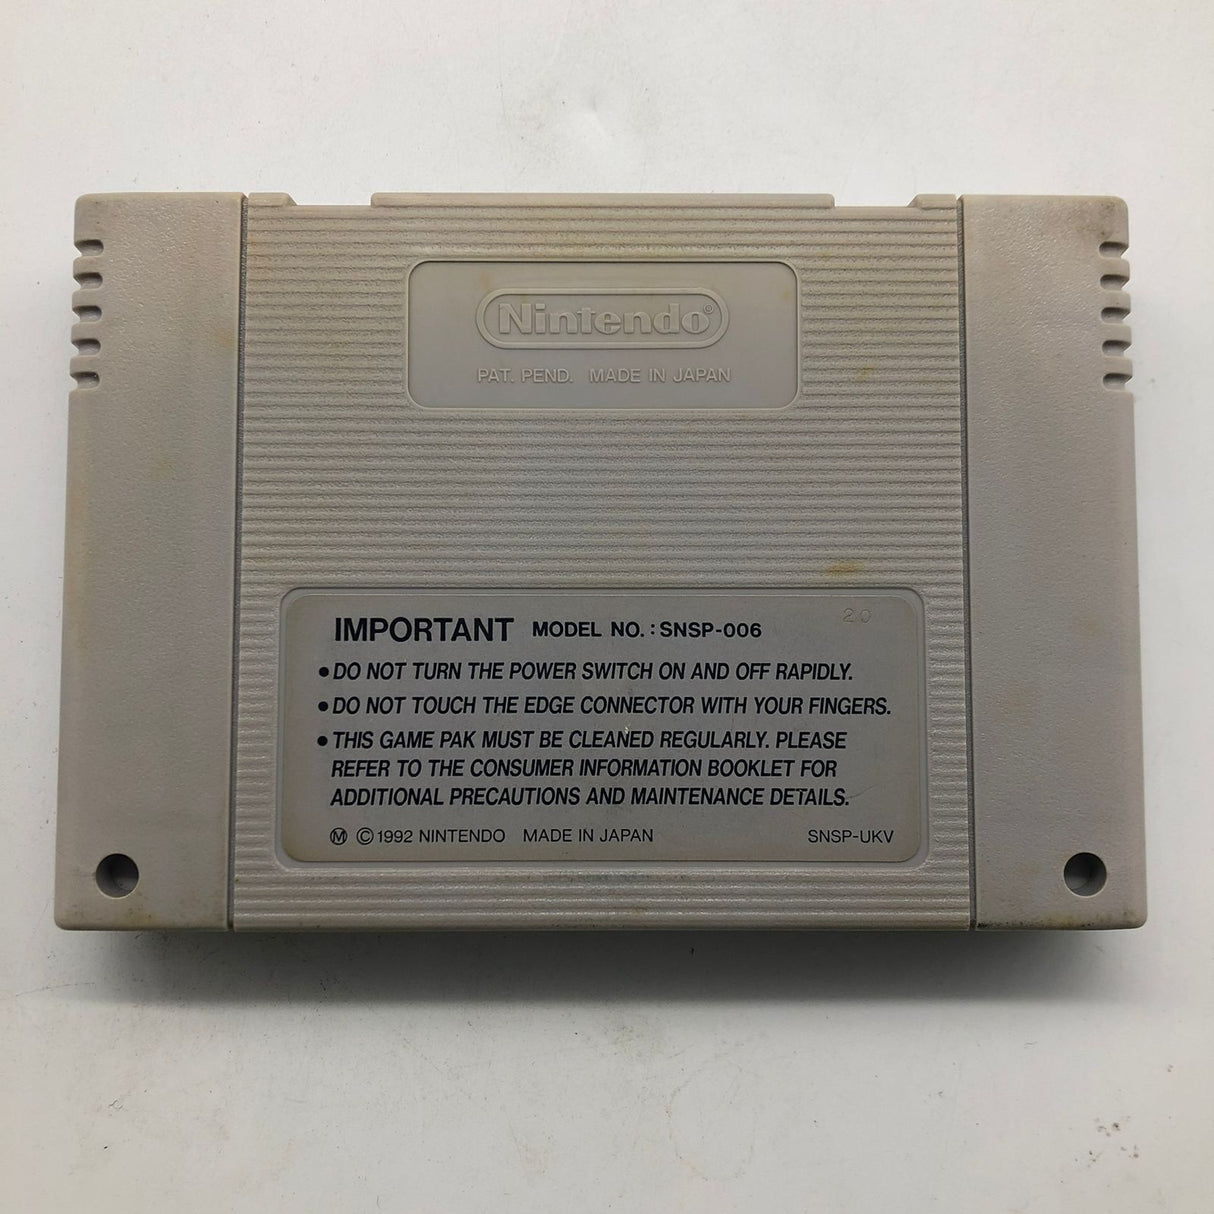 Nintendo®
PAT. PEND. MADE IN JAPAN
20
IMPORTANT MODEL NO. : SNSP-006
• DO NOT TURN THE POWER SWITCH ON AND OFF RAPIDLY.
• DO NOT TOUCH THE EDGE CONNECTOR WITH YOUR FINGERS.
• THIS GAME PAK MUST BE CLEANED REGULARLY. PLEASE
REFER TO THE CONSUMER INFORMATION BOOKLET FOR
ADDITIONAL PRECAUTIONS AND MAINTENANCE DETAILS.
Ⓜ © 1992 NINTENDO MADE IN JAPAN SNSP-UKV